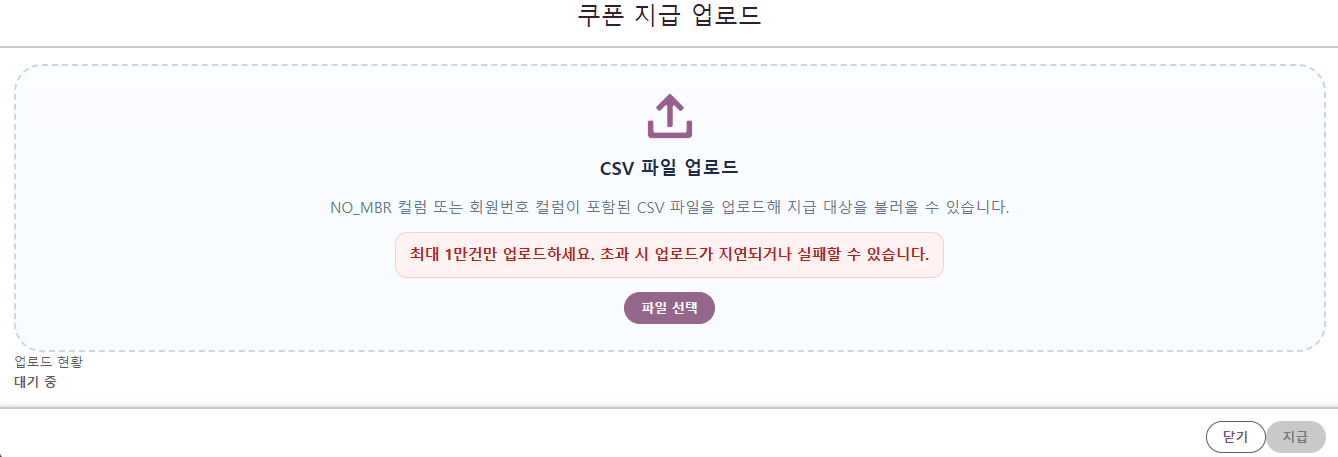 쿠폰 지급 업로드
CSV 파일 업로드
NO_MBR 컬럼 또는 회원번호 컬럼이 포함된 CSV 파일을 업로드해 지급 대상을 불러올 수 있습니다.
최대 1만건만 업로드하세요. 초과 시 업로드가 지연되거나 실패할 수 있습니다.
파일 선택
업로드 현황
대기 중
닫기 지급